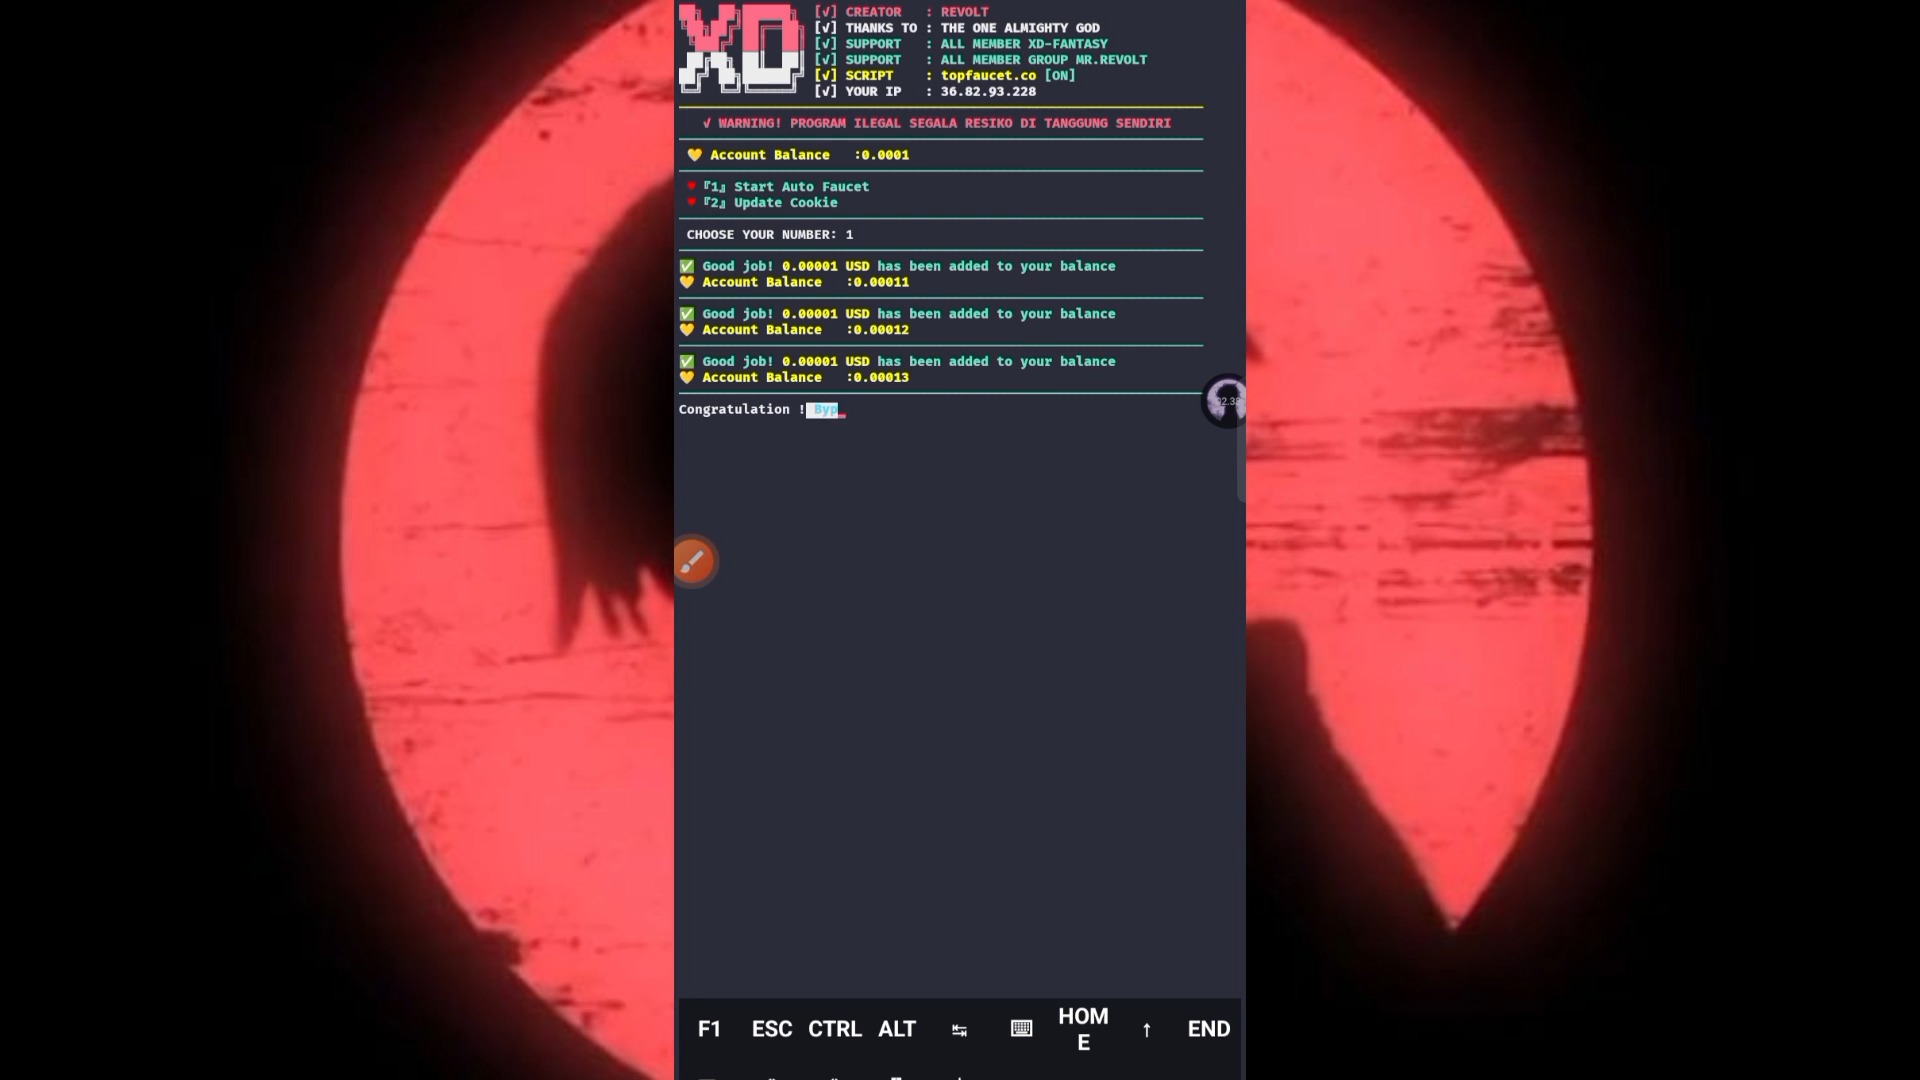 XD
[√] CREATOR : REVOLT
[√] THANKS TO : THE ONE ALMIGHTY GOD
[√] SUPPORT : ALL MEMBER XD-FANTASY
[√] SUPPORT : ALL MEMBER GROUP MR.REVOLT
[√] SCRIPT : topfaucet.co [ON]
[√] YOUR IP : 36.82.93.228
√ WARNING! PROGRAM ILEGAL SEGALA RESIKO DI TANGGUNG SENDIRI
💛 Account Balance :0.0001
♥ 『1』 Start Auto Faucet
♥ 『2』 Update Cookie
CHOOSE YOUR NUMBER: 1
✅ Good job! 0.00001 USD has been added to your balance
💛 Account Balance :0.00011
✅ Good job! 0.00001 USD has been added to your balance
💛 Account Balance :0.00012
✅ Good job! 0.00001 USD has been added to your balance
💛 Account Balance :0.00013
02.38
Congratulation ! Byp
F1 ESC CTRL ALT ↹ ⌨ HOME ↑ END